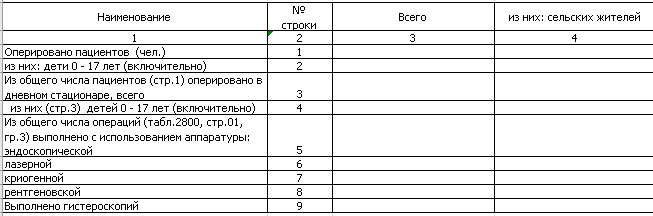 Наименование № строки Всего из них: сельских жителей
1 2 3 4
Оперировано пациентов (чел.) 1
из них: дети 0 - 17 лет (включительно) 2
Из общего числа пациентов (стр.1) оперировано в
дневном стационаре, всего 3
из них (стр.3) детей 0 - 17 лет (включительно) 4
Из общего числа операций (табл.2800, стр.01,
гр.3) выполнено с использованием аппаратуры:
эндоскопической 5
лазерной 6
криогенной 7
рентгеновской 8
Выполнено гистероскопий 9